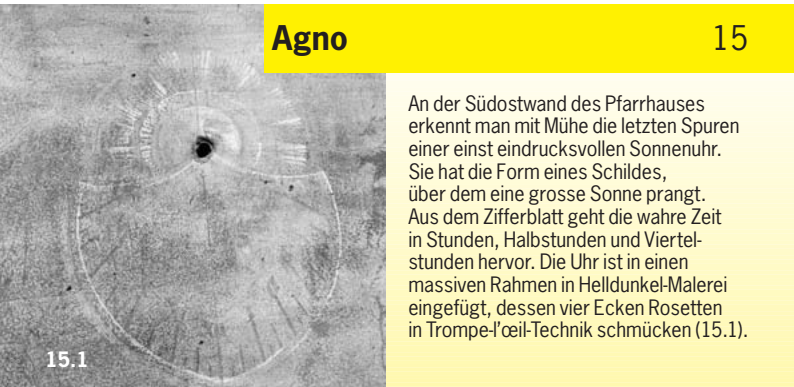 Agno 15
An der Südostwand des Pfarrhauses
erkennt man mit Mühe die letzten Spuren
einer einst eindrucksvollen Sonnenuhr.
Sie hat die Form eines Schildes,
über dem eine grosse Sonne prangt.
Aus dem Zifferblatt geht die wahre Zeit
in Stunden, Halbstunden und Viertel-
stunden hervor. Die Uhr ist in einen
massiven Rahmen in Helldunkel-Malerei
eingefügt, dessen vier Ecken Rosetten
in Trompe-l'œil-Technik schmücken (15.1).
15.1